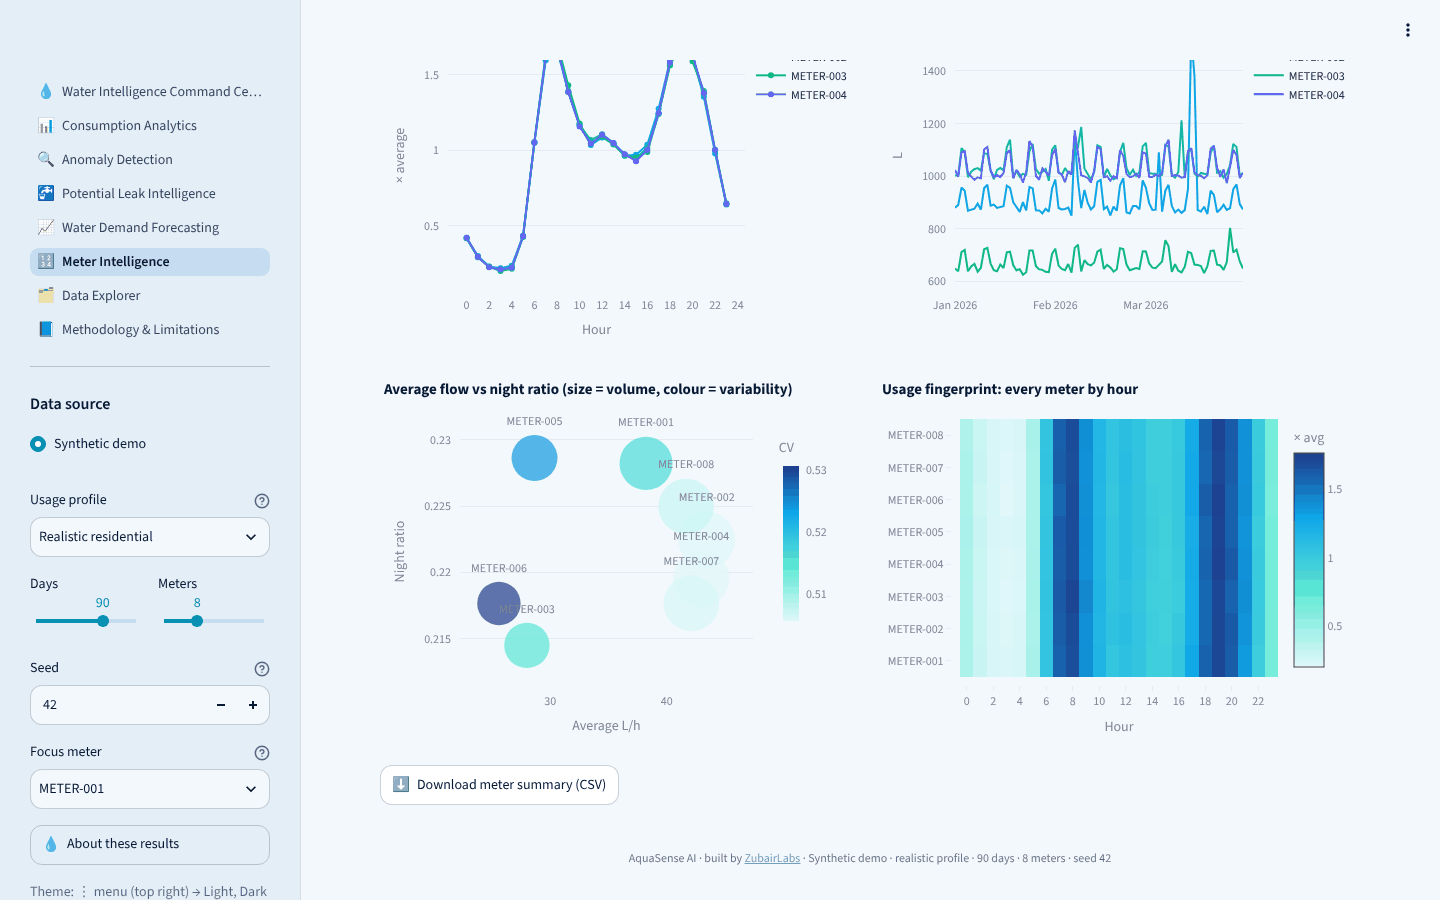 Water Intelligence Command Ce…
Consumption Analytics
Anomaly Detection
Potential Leak Intelligence
Water Demand Forecasting
Meter Intelligence
Data Explorer
Methodology & Limitations
Data source
Synthetic demo
Usage profile
Realistic residential
Days
Meters
90
8
Seed
42
Focus meter
METER-001
About these results
Theme: ⋮ menu (top right) → Light, Dark
1.5
1
0.5
× average
0 2 4 6 8 10 12 14 16 18 20 22 24
Hour
METER-003
METER-004
1400
1200
1000
800
600
L
Jan 2026 Feb 2026 Mar 2026
METER-003
METER-004
Average flow vs night ratio (size = volume, colour = variability)
METER-005
METER-001
METER-008
METER-002
METER-004
METER-007
METER-006
METER-003
0.23
0.225
0.22
0.215
Night ratio
30 40
Average L/h
CV
0.53
0.52
0.51
Usage fingerprint: every meter by hour
METER-008
METER-007
METER-006
METER-005
METER-004
METER-003
METER-002
METER-001
0 2 4 6 8 10 12 14 16 18 20 22
Hour
× avg
1.5
1
0.5
Download meter summary (CSV)
AquaSense AI · built by ZubairLabs · Synthetic demo · realistic profile · 90 days · 8 meters · seed 42